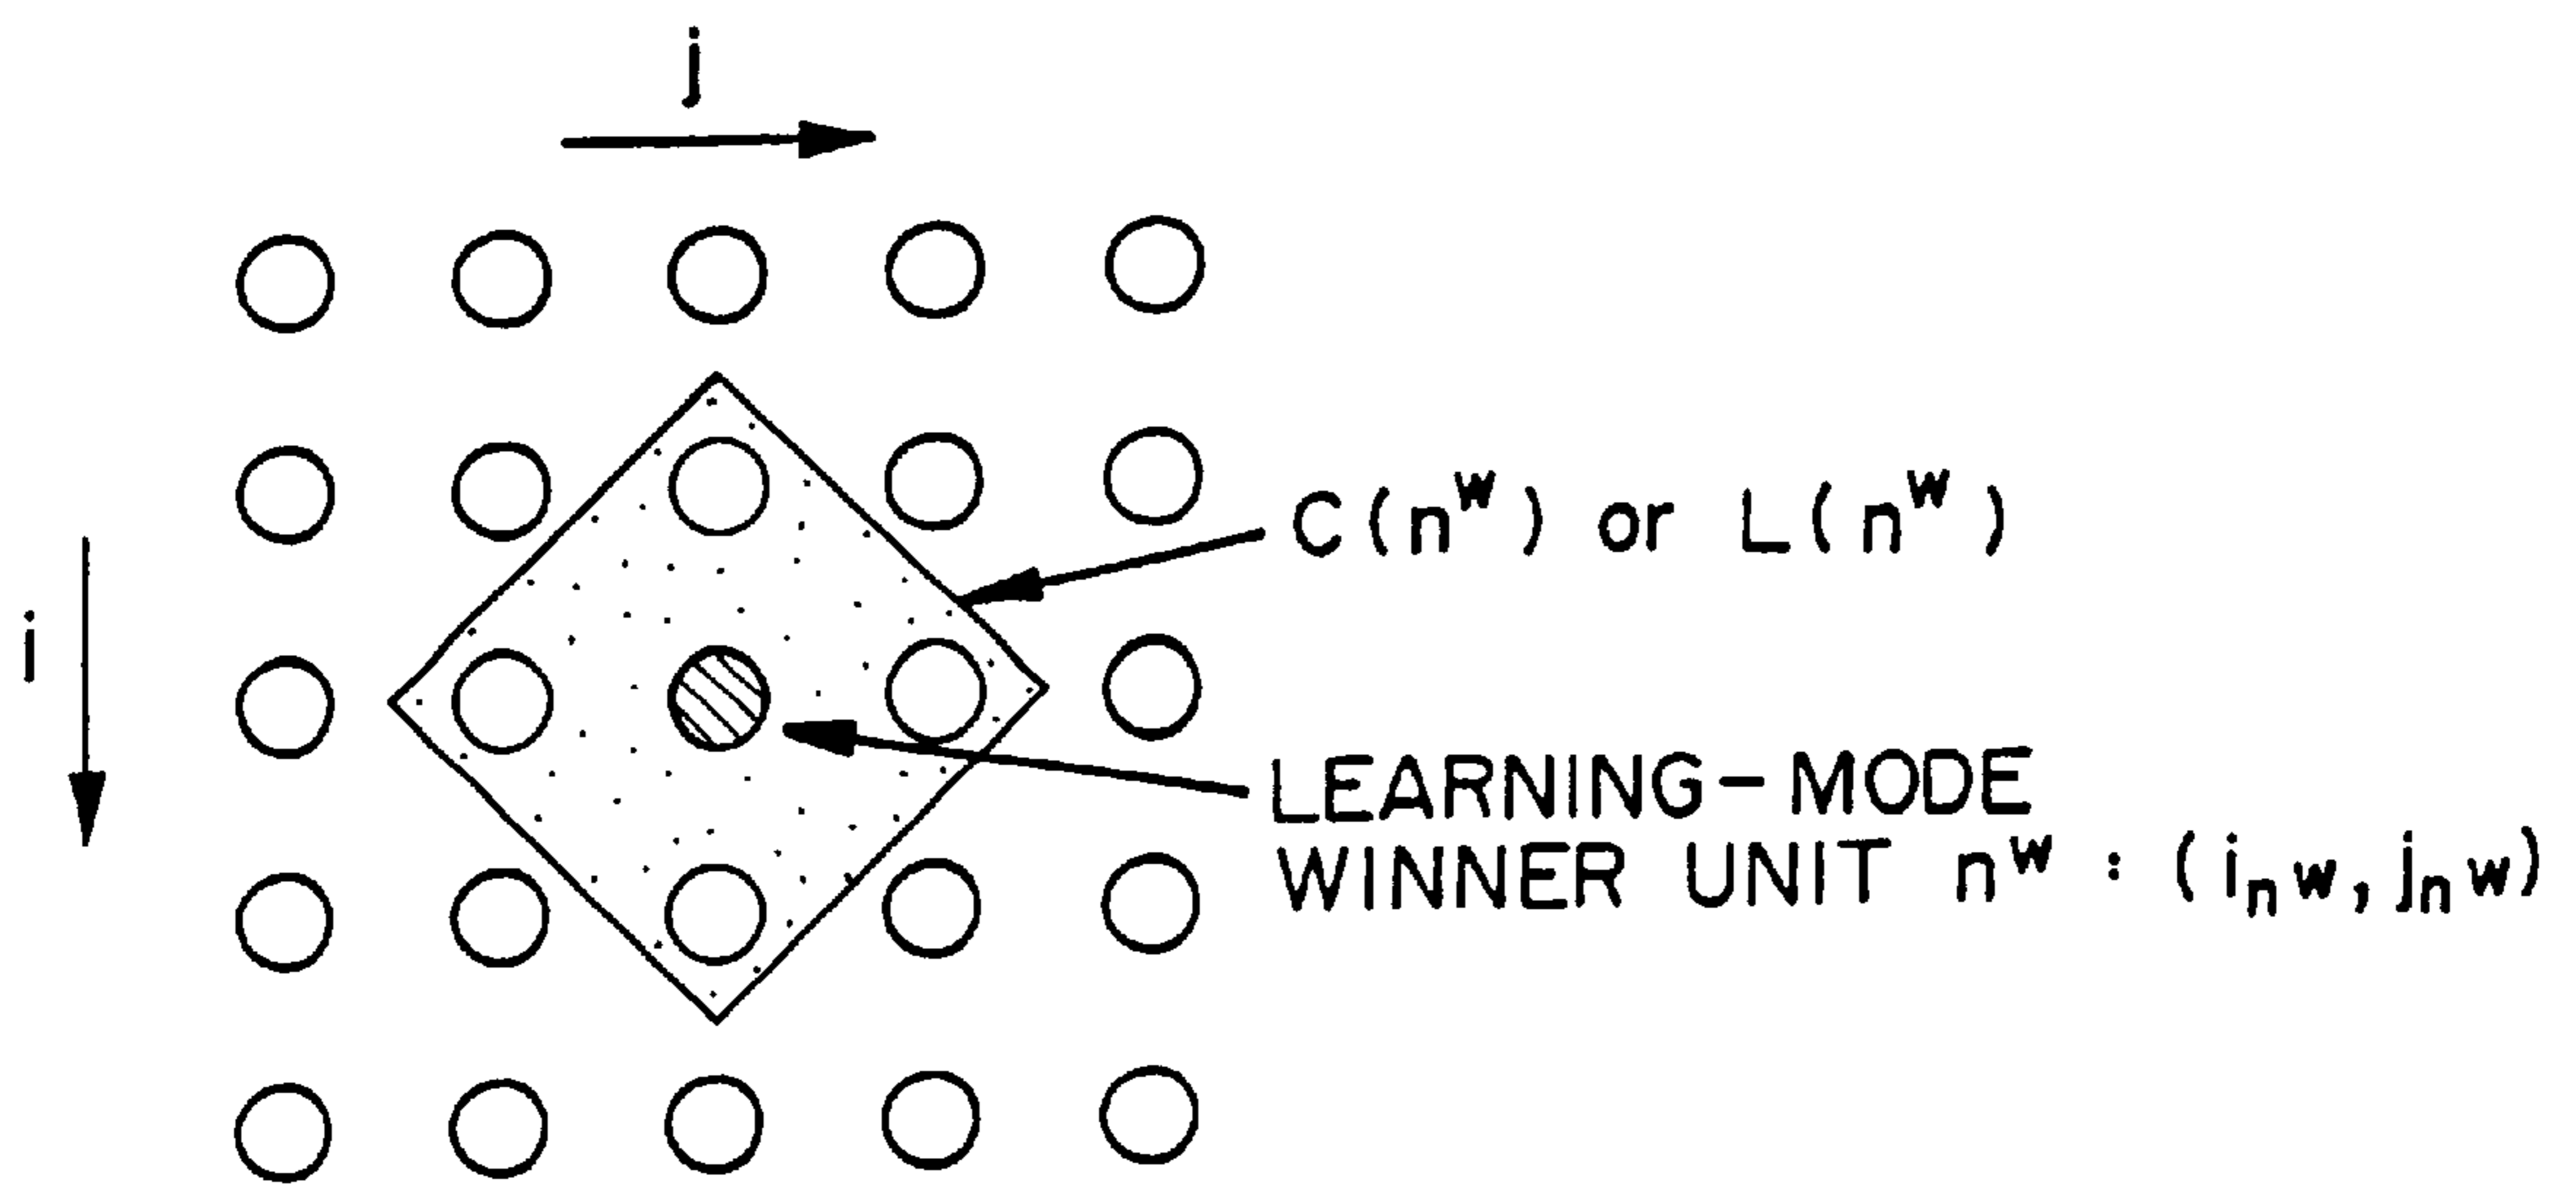 j
i
C(n^w) or L(n^w)
LEARNING-MODE
WINNER UNIT n^w : (i_n w, j_n w)